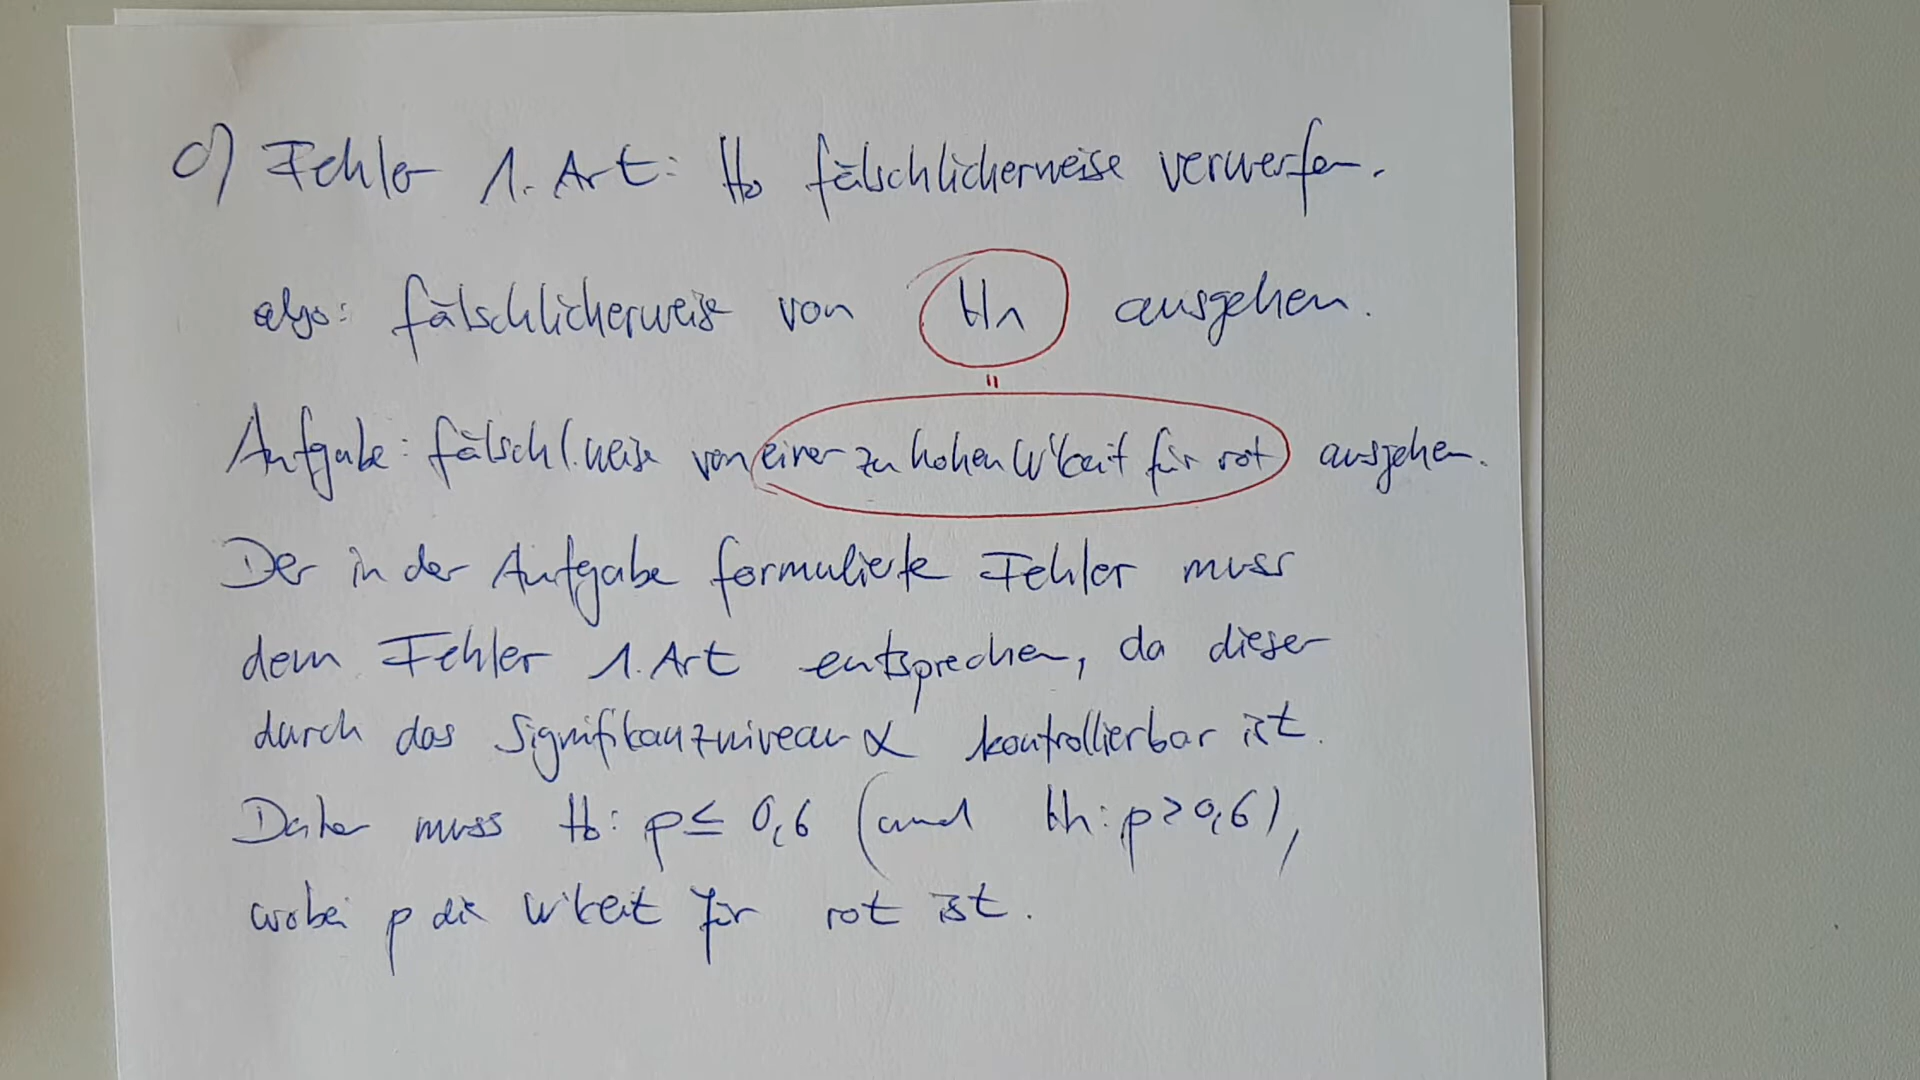 c) Fehler 1. Art: H₀ fälschlicherweise verwerfen.
also: fälschlicherweise von H₁ ausgehen.
"
Aufgabe: fälschl.weise von einer zu hohen W'keit für rot ausgehen.
Der in der Aufgabe formulierte Fehler muss
dem Fehler 1. Art entsprechen, da dieser
durch das Signifikanzniveau α kontrollierbar ist.
Daher muss H₀: p ≤ 0,6 (und H₁: p > 0,6),
wobei p die W'keit für rot ist.